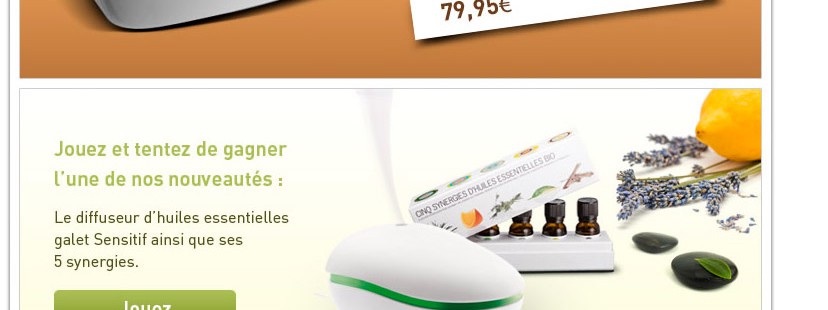 79,95€
Jouez et tentez de gagner
l'une de nos nouveautés :
Le diffuseur d'huiles essentielles
galet Sensitif ainsi que ses
5 synergies.
CINQ SYNERGIES D'HUILES ESSENTIELLES BIO
Jouez